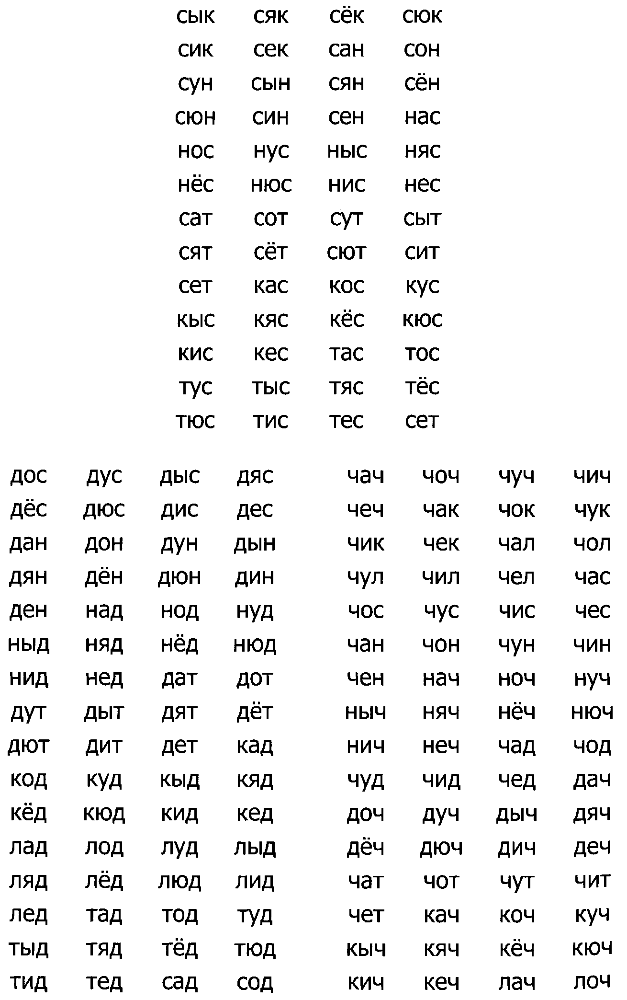 сык сяк сёк сюк
сик сек сан сон
сун сын сян сён
сюн син сен нас
нос нус ныс няс
нёс нюс нис нес
сат сот сут сыт
сят сёт сют сит
сет кас кос кус
кыс кяс кёс кюс
кис кес тас тос
тус тыс тяс тёс
тюс тис тес сет
дос дус дыс дяс
дёс дюс дис дес
дан дон дун дын
дян дён дюн дин
ден над нод нуд
ныд няд нёд нюд
нид нед дат дот
дут дыт дят дёт
дют дит дет кад
код куд кыд кяд
кёд кюд кид кед
лад лод луд лыд
ляд лёд люд лид
лед тад тод туд
тыд тяд тёд тюд
тид тед сад сод
чач чоч чуч чич
чеч чак чок чук
чик чек чал чол
чул чил чел час
чос чус чис чес
чан чон чун чин
чен нач ноч нуч
ныч няч нёч нюч
нич неч чад чод
чуд чид чед дач
доч дуч дыч дяч
дёч дюч дич деч
чат чот чут чит
чет кач коч куч
кыч кяч кёч кюч
кич кеч лач лоч